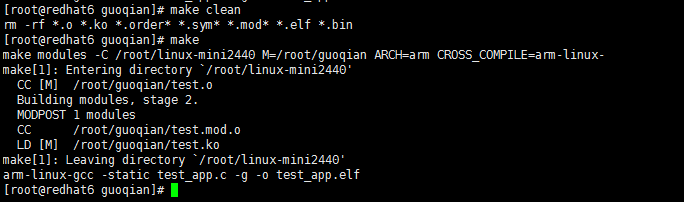 [root@redhat6 guoqian]# make clean
rm -rf *.o *.ko *.order* *.sym* *.mod* *.elf *.bin
[root@redhat6 guoqian]# make
make modules -C /root/linux-mini2440 M=/root/guoqian ARCH=arm CROSS_COMPILE=arm-linux-
make[1]: Entering directory `/root/linux-mini2440'
  CC [M]  /root/guoqian/test.o
  Building modules, stage 2.
  MODPOST 1 modules
  CC      /root/guoqian/test.mod.o
  LD [M]  /root/guoqian/test.ko
make[1]: Leaving directory `/root/linux-mini2440'
arm-linux-gcc -static test_app.c -g -o test_app.elf
[root@redhat6 guoqian]#